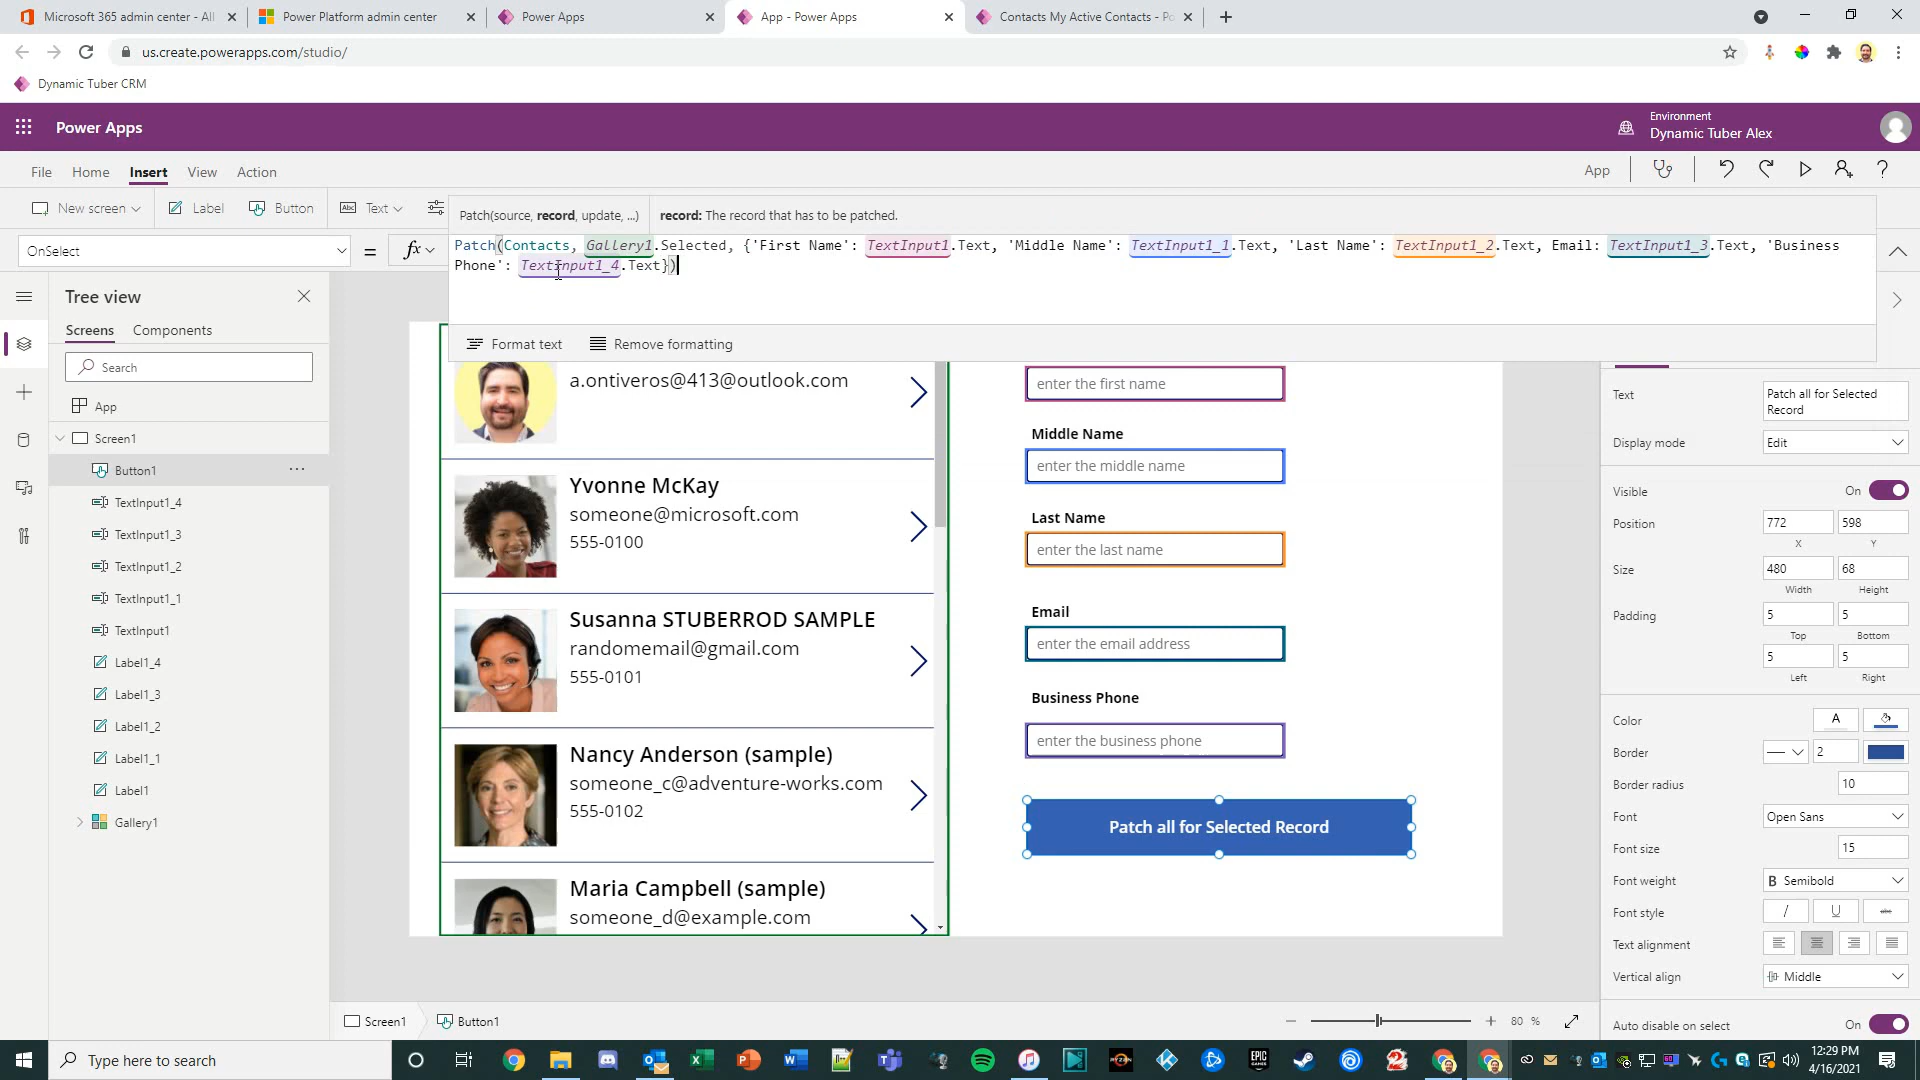 Microsoft 365 admin center - All
Power Platform admin center
Power Apps
App - Power Apps
Contacts My Active Contacts - Po
us.create.powerapps.com/studio/
Dynamic Tuber CRM
Power Apps
Environment
Dynamic Tuber Alex
File
Home
Insert
View
Action
App
New screen
Label
Button
Text
Patch(source, record, update, ...)
record: The record that has to be patched.
OnSelect
=
fx
Patch(Contacts, Gallery1.Selected, {'First Name': TextInput1.Text, 'Middle Name': TextInput1_1.Text, 'Last Name': TextInput1_2.Text, Email: TextInput1_3.Text, 'Business
Phone': TextInput1_4.Text})
Format text
Remove formatting
Tree view
Screens
Components
Search
App
Screen1
Button1
TextInput1_4
TextInput1_3
TextInput1_2
TextInput1_1
TextInput1
Label1_4
Label1_3
Label1_2
Label1_1
Label1
Gallery1
a.ontiveros@413@outlook.com
Yvonne McKay
someone@microsoft.com
555-0100
Susanna STUBERROD SAMPLE
randomemail@gmail.com
555-0101
Nancy Anderson (sample)
someone_c@adventure-works.com
555-0102
Maria Campbell (sample)
someone_d@example.com
enter the first name
Middle Name
enter the middle name
Last Name
enter the last name
Email
enter the email address
Business Phone
enter the business phone
Patch all for Selected Record
Text
Patch all for Selected
Record
Display mode
Edit
Visible
On
Position
772
598
X
Y
Size
480
68
Width
Height
Padding
5
5
Top
Bottom
5
5
Left
Right
Color
A
Border
2
Border radius
10
Font
Open Sans
Font size
15
Font weight
B Semibold
Font style
/
U
abc
Text alignment
Vertical align
Middle
Auto disable on select
On
Screen1
Button1
80 %
Type here to search
12:29 PM
4/16/2021